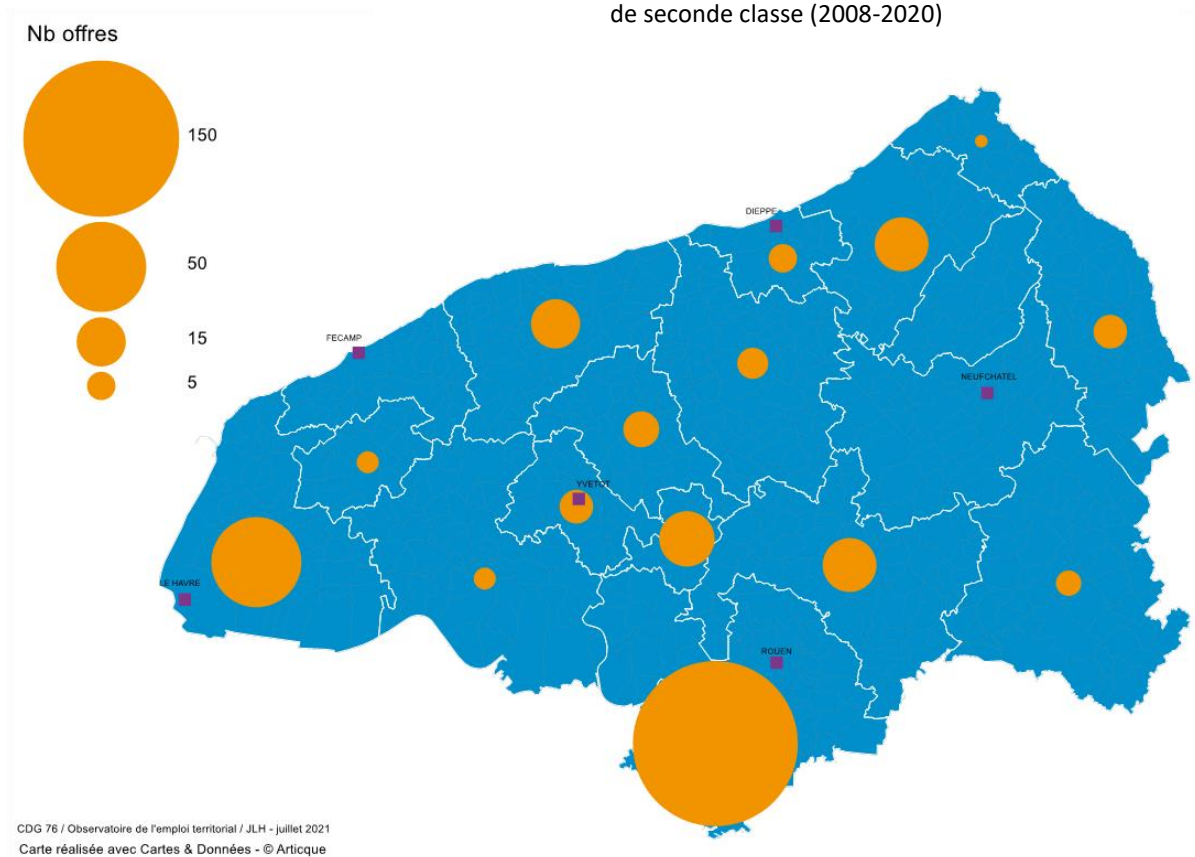 de seconde classe (2008-2020)
Nb offres
150
50
15
5
DIEPPE
FECAMP
NEUFCHATEL
YVETOT
LE HAVRE
ROUEN
CDG 76 / Observatoire de l'emploi territorial / JLH - juillet 2021
Carte réalisée avec Cartes & Données - © Articque